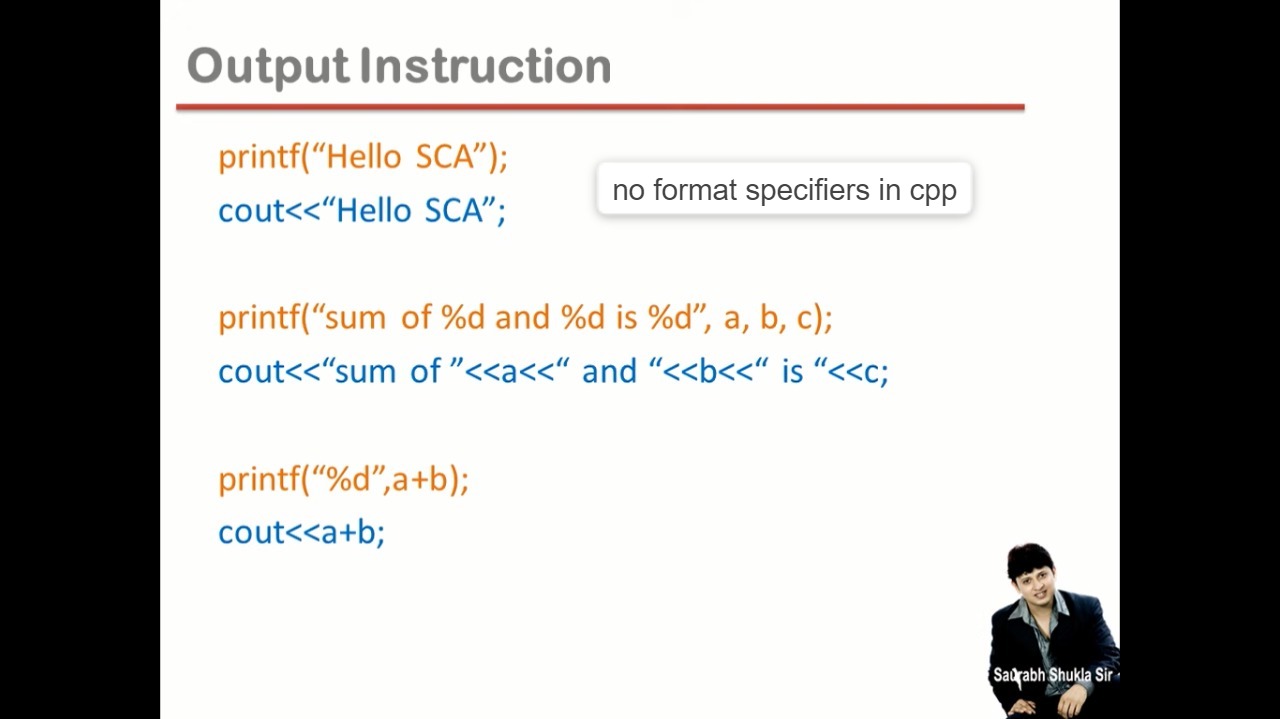 Output Instruction
printf(“Hello SCA”);
no format specifiers in cpp
cout<<“Hello SCA”;
printf(“sum of %d and %d is %d”, a, b, c);
cout<<“sum of ”<<a<<“ and “<<b<<“ is “<<c;
printf(“%d”,a+b);
cout<<a+b;
Saurabh Shukla Sir